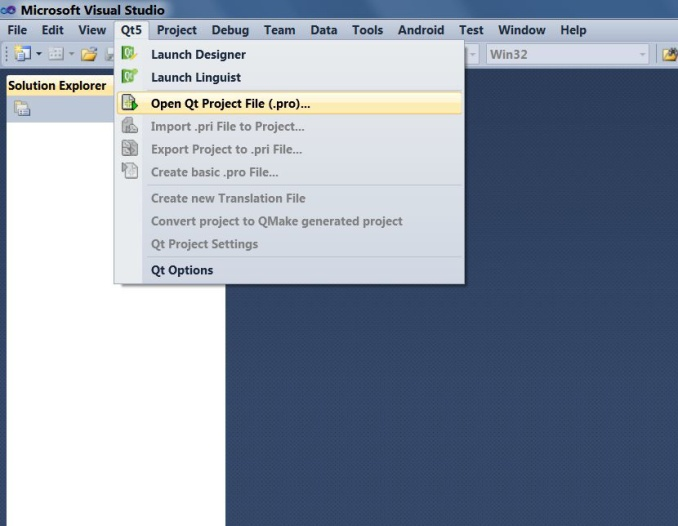 Microsoft Visual Studio
File Edit View Qt5 Project Debug Team Data Tools Android Test Window Help
Launch Designer Win32
Launch Linguist
Solution Explorer
Open Qt Project File (.pro)...
Import .pri File to Project...
Export Project to .pri File...
Create basic .pro File...
Create new Translation File
Convert project to QMake generated project
Qt Project Settings
Qt Options